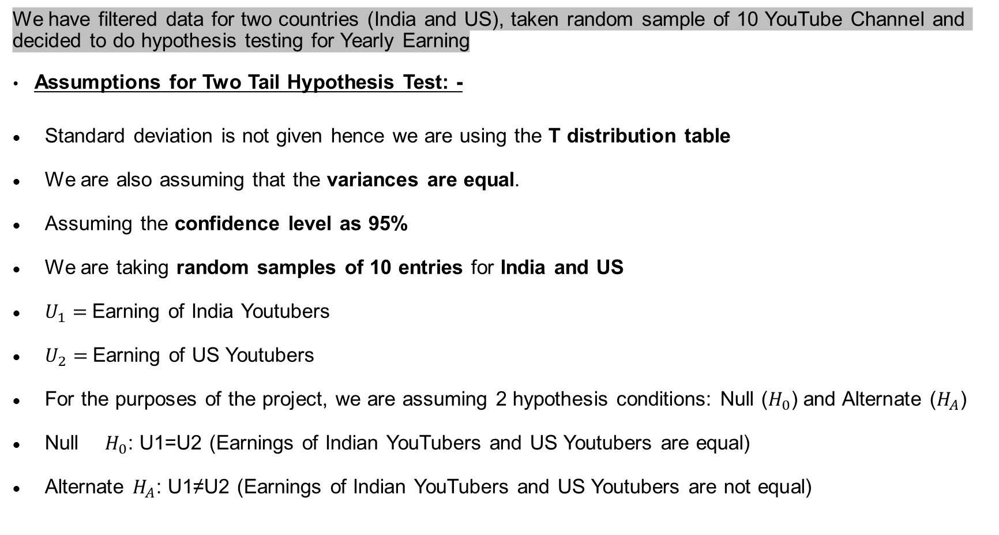 We have filtered data for two countries (India and US), taken random sample of 10 YouTube Channel and
decided to do hypothesis testing for Yearly Earning
• Assumptions for Two Tail Hypothesis Test: -
• Standard deviation is not given hence we are using the T distribution table
• We are also assuming that the variances are equal.
• Assuming the confidence level as 95%
• We are taking random samples of 10 entries for India and US
• U₁ = Earning of India Youtubers
• U₂ = Earning of US Youtubers
• For the purposes of the project, we are assuming 2 hypothesis conditions: Null (H₀) and Alternate (H_A)
• Null H₀: U1=U2 (Earnings of Indian YouTubers and US Youtubers are equal)
• Alternate H_A: U1≠U2 (Earnings of Indian YouTubers and US Youtubers are not equal)